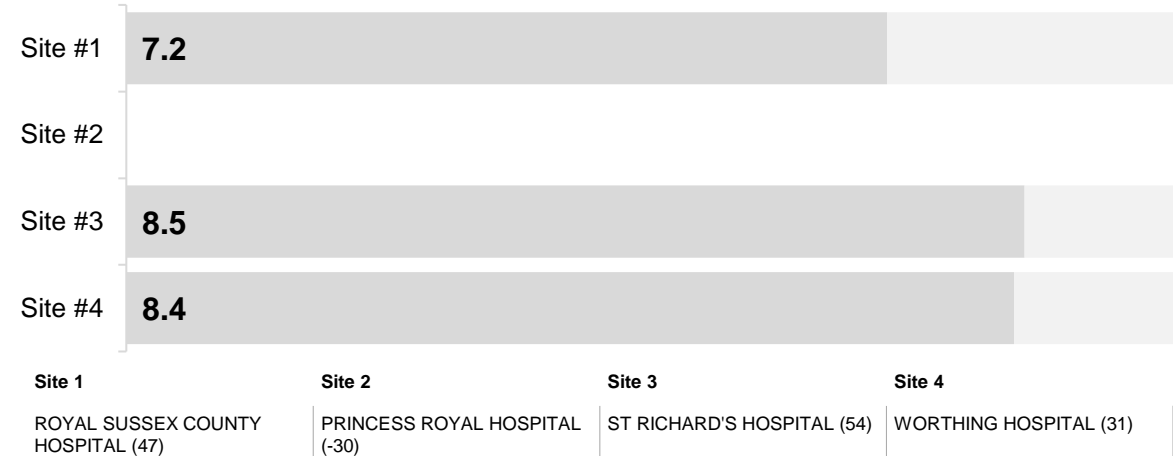 Site #1
7.2
Site #2
Site #3
8.5
Site #4
8.4
Site 1
ROYAL SUSSEX COUNTY
HOSPITAL (47)
Site 2
PRINCESS ROYAL HOSPITAL
(-30)
Site 3
ST RICHARD'S HOSPITAL (54)
Site 4
WORTHING HOSPITAL (31)